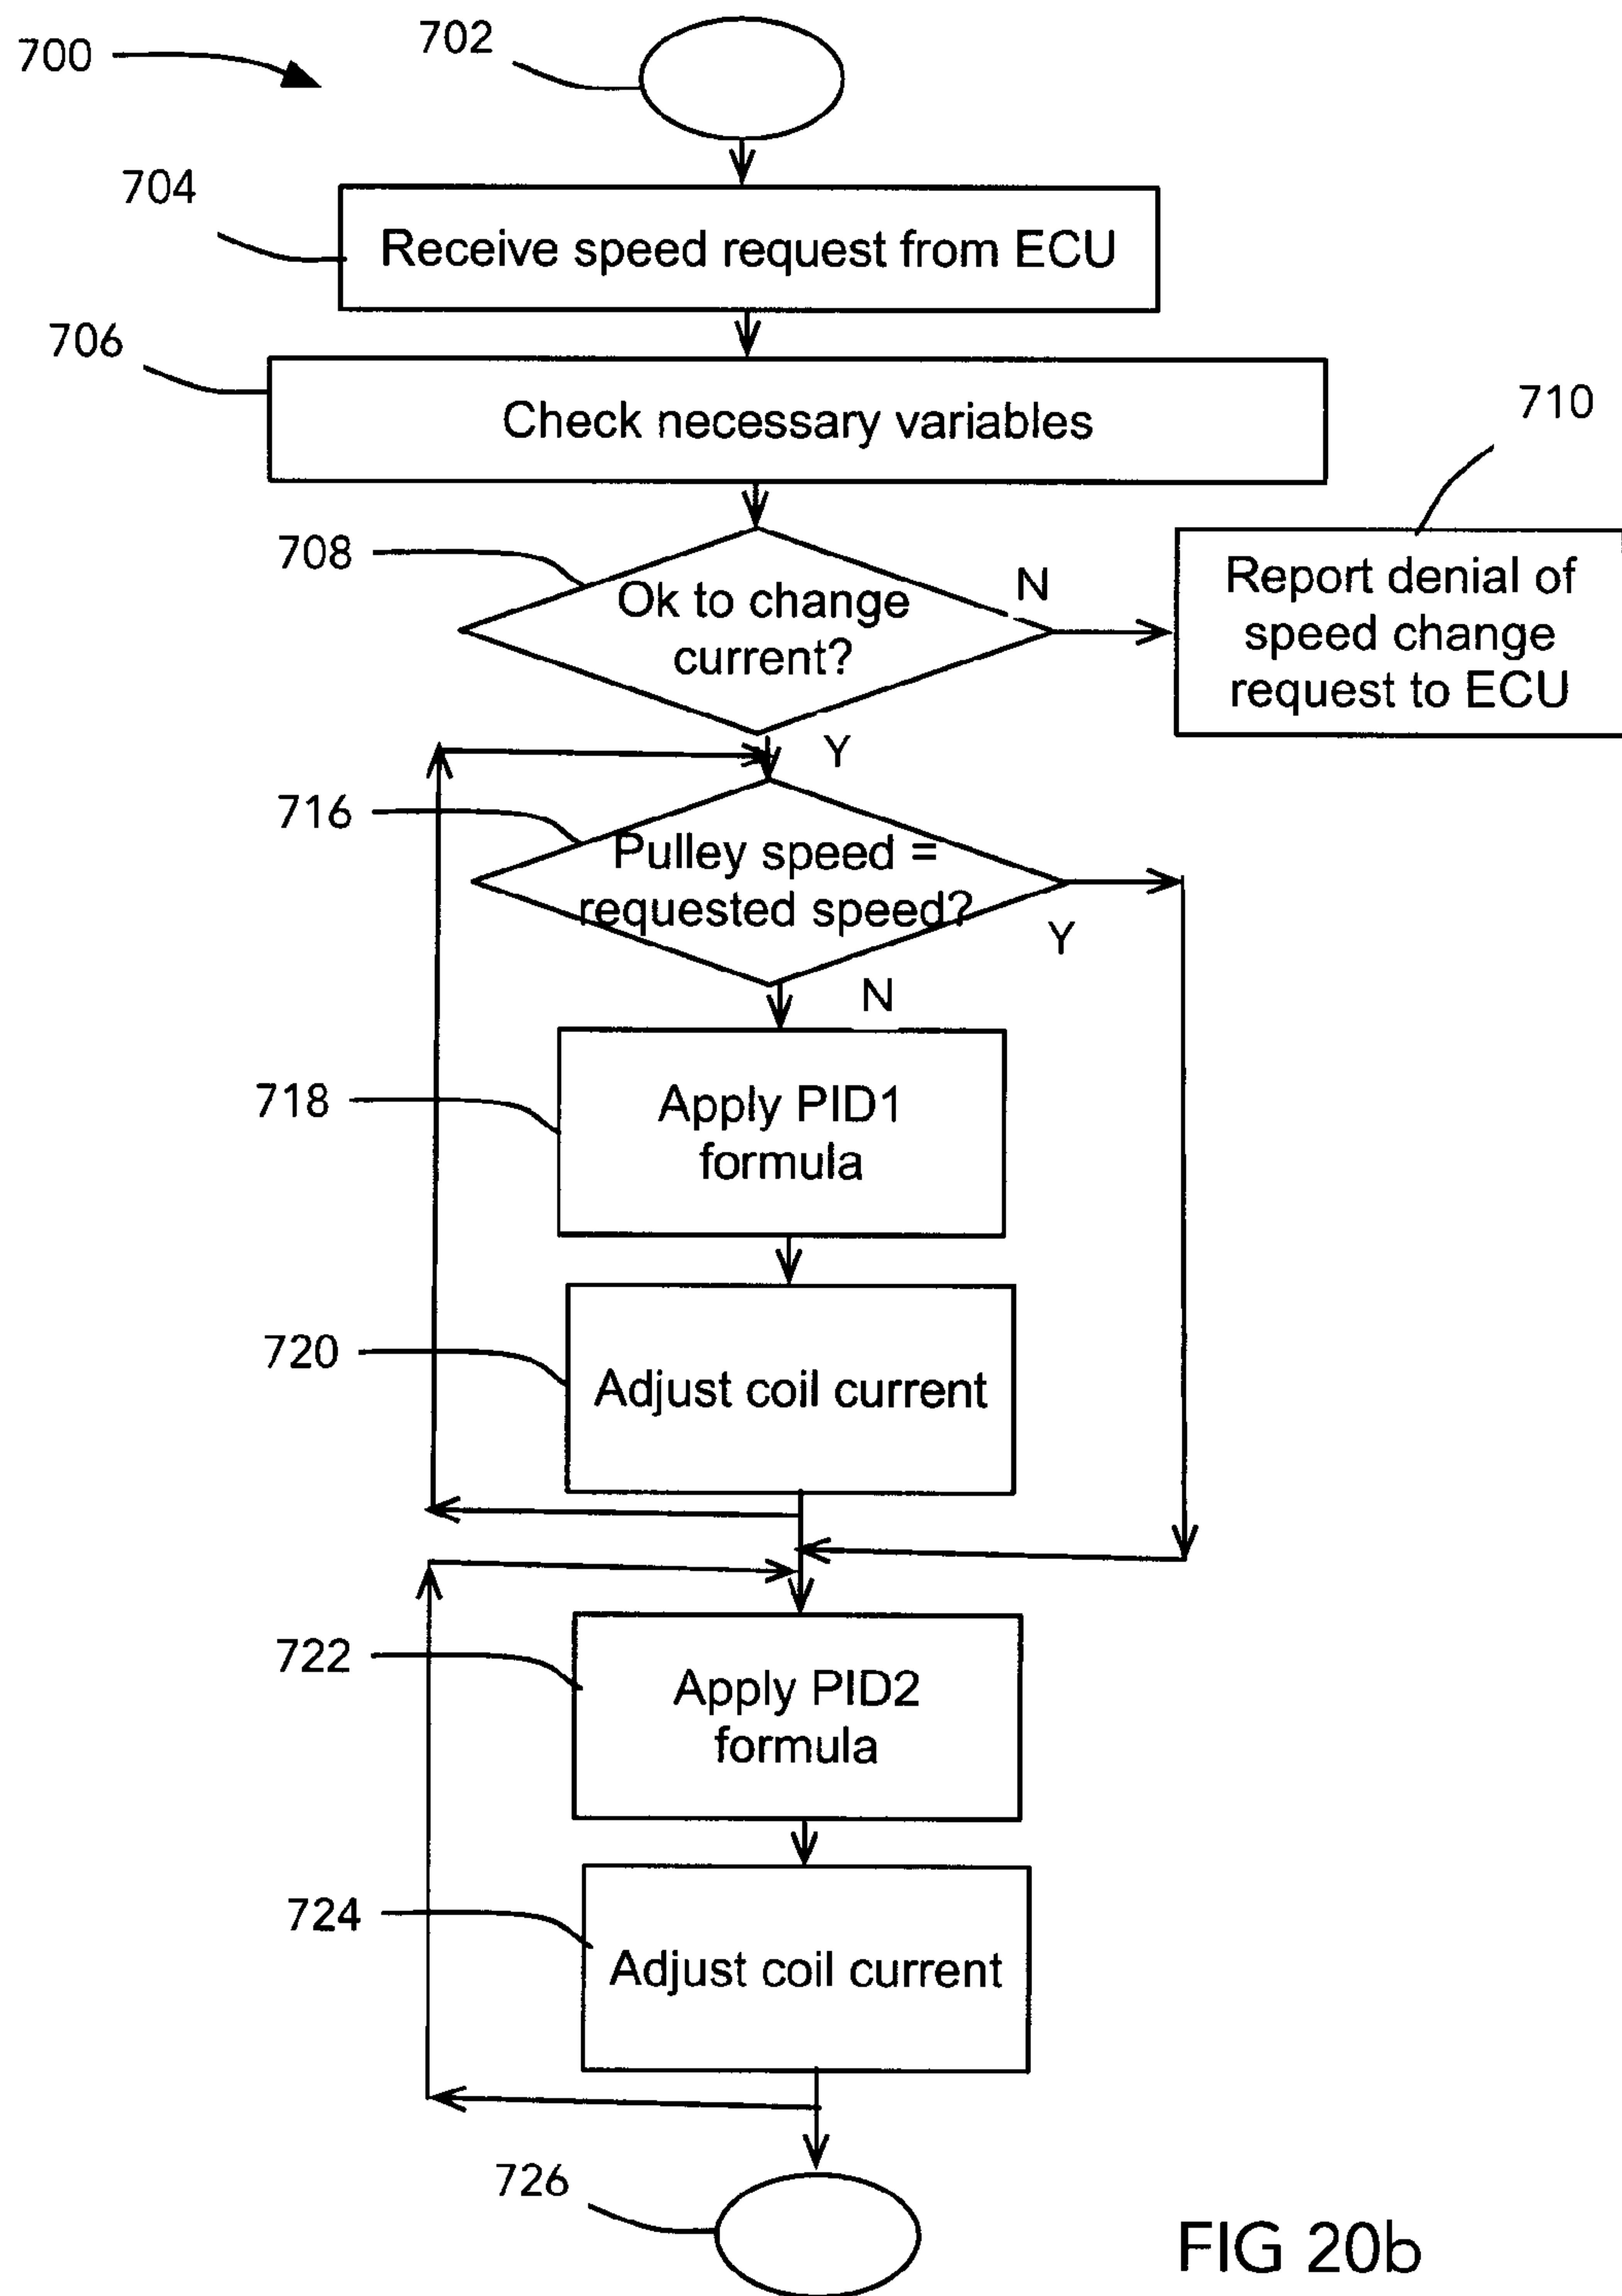 700
702
704
Receive speed request from ECU
706
Check necessary variables
710
708
Ok to change
current?
N
Report denial of
speed change
request to ECU
Y
716
Pulley speed =
requested speed?
Y
N
718
Apply PID1
formula
720
Adjust coil current
722
Apply PID2
formula
724
Adjust coil current
726
FIG 20b